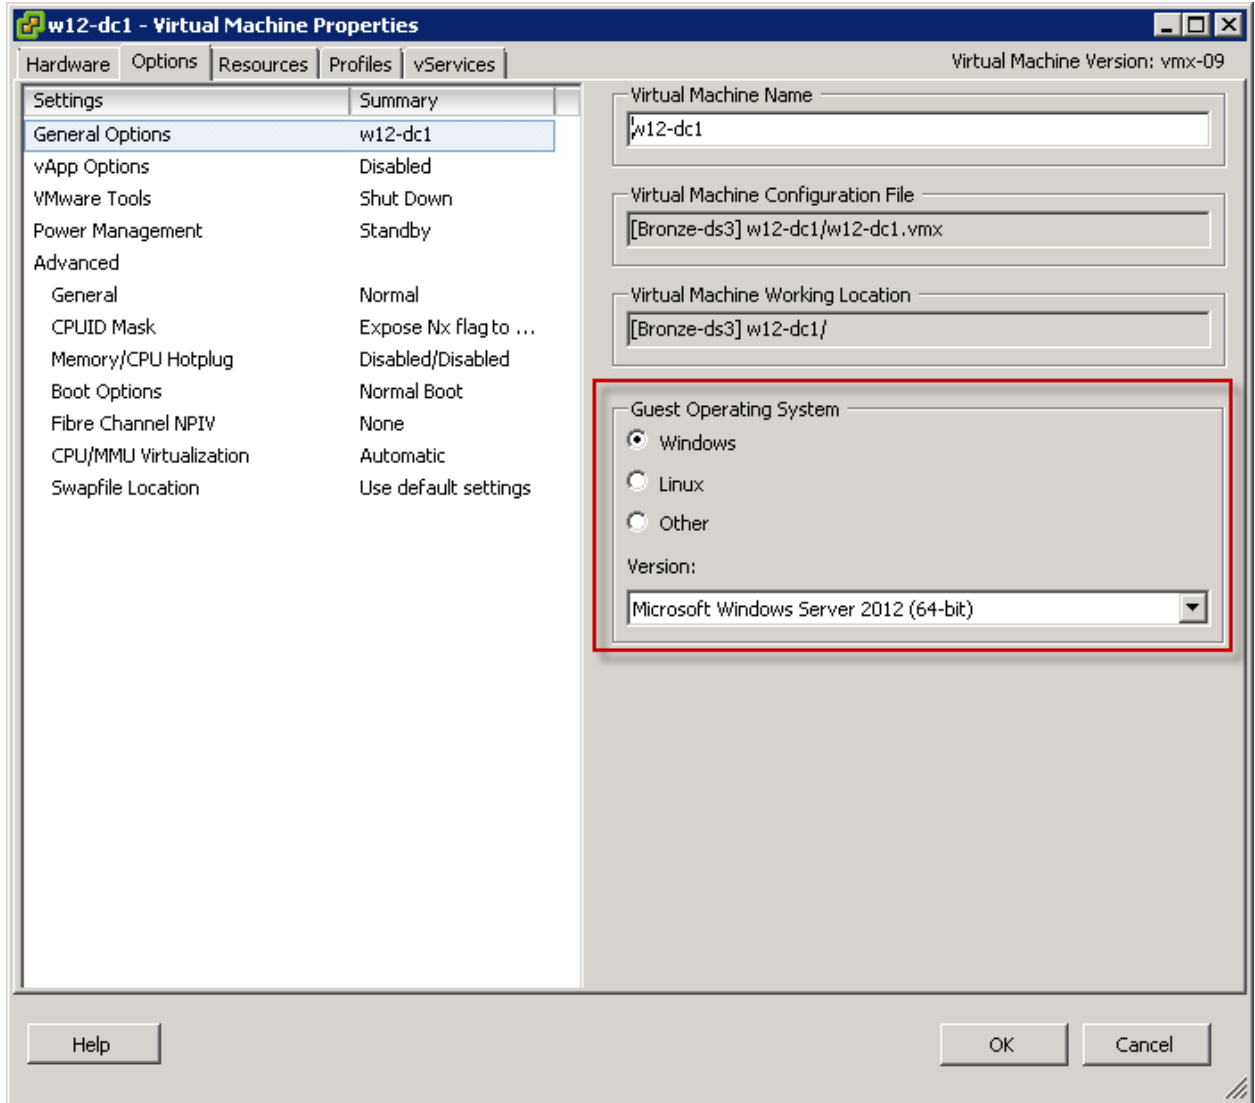 w12-dc1 - Virtual Machine Properties
Hardware Options Resources Profiles vServices Virtual Machine Version: vmx-09
Settings Summary
General Options w12-dc1
vApp Options Disabled
VMware Tools Shut Down
Power Management Standby
Advanced
General Normal
CPUID Mask Expose Nx flag to ...
Memory/CPU Hotplug Disabled/Disabled
Boot Options Normal Boot
Fibre Channel NPIV None
CPU/MMU Virtualization Automatic
Swapfile Location Use default settings
Virtual Machine Name
w12-dc1
Virtual Machine Configuration File
[Bronze-ds3] w12-dc1/w12-dc1.vmx
Virtual Machine Working Location
[Bronze-ds3] w12-dc1/
Guest Operating System
Windows
Linux
Other
Version:
Microsoft Windows Server 2012 (64-bit)
Help OK Cancel